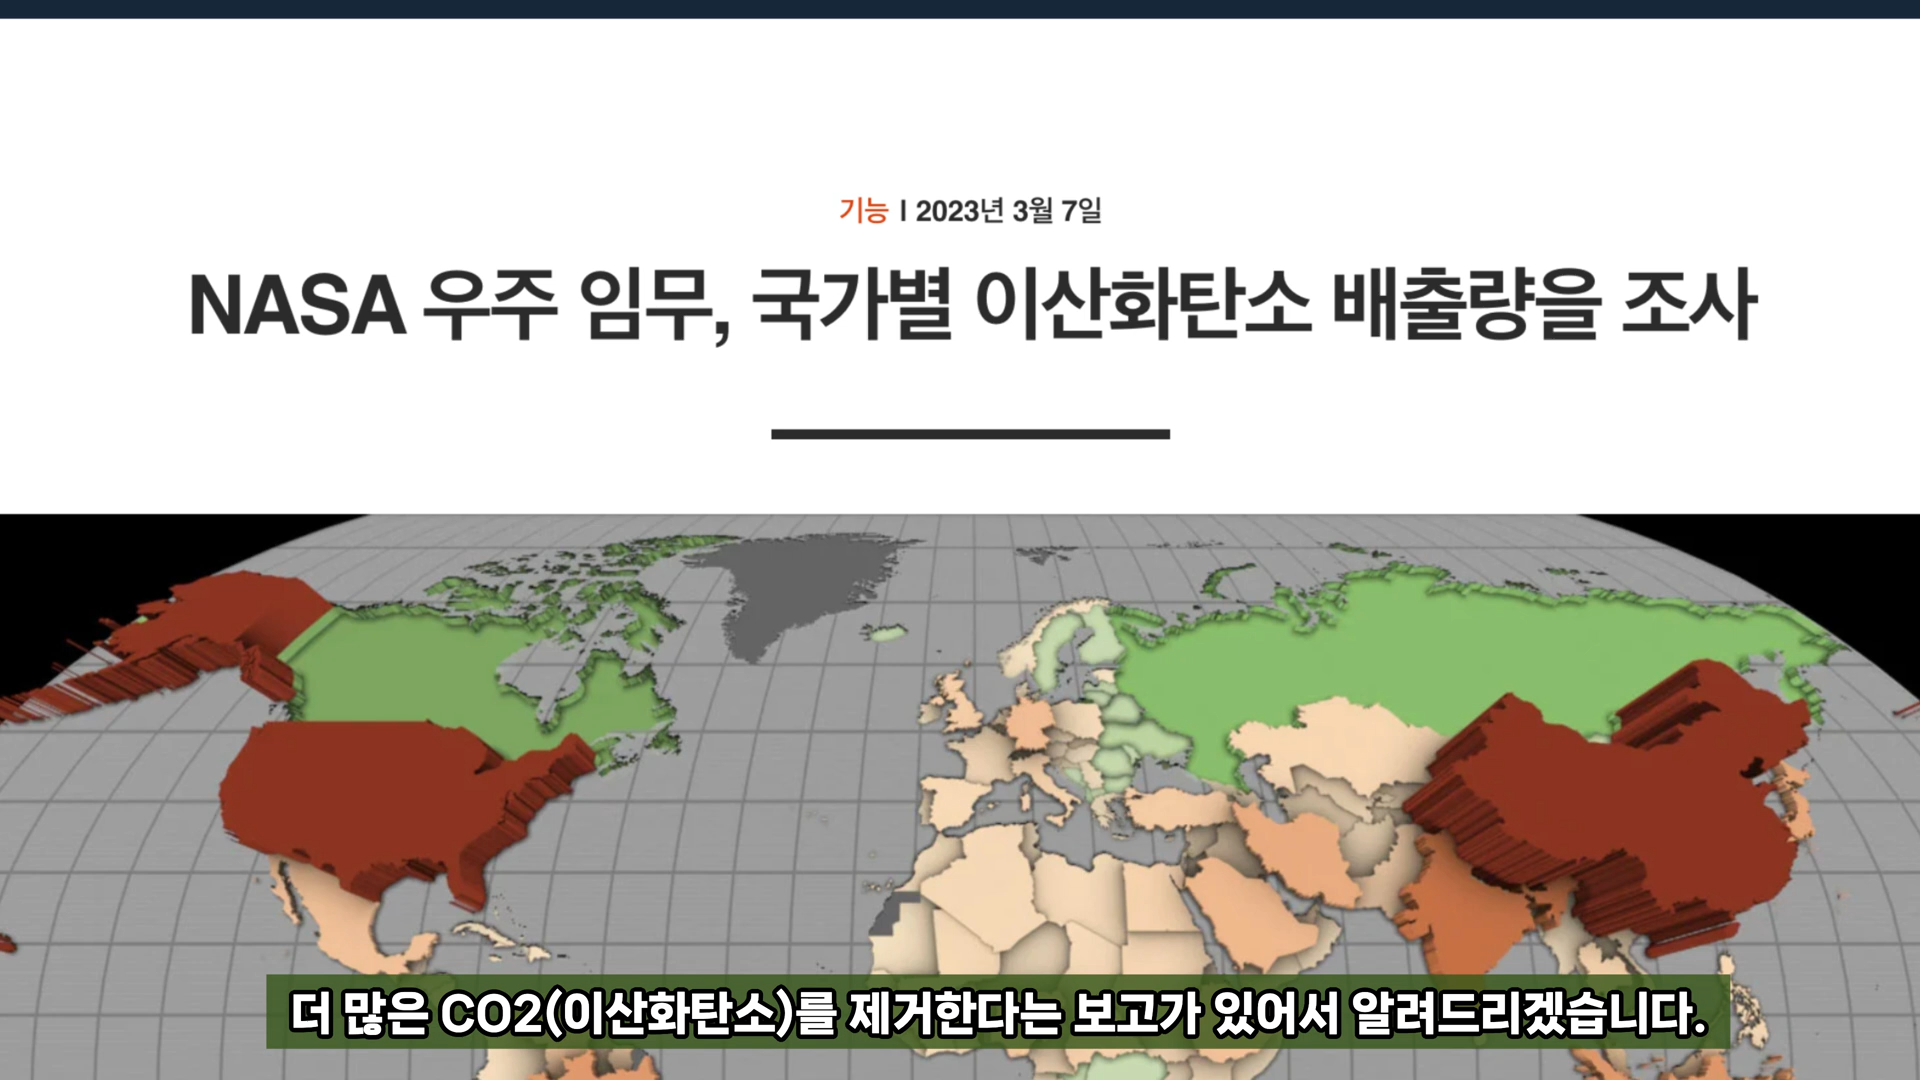 기능 | 2023년 3월 7일
NASA 우주 임무, 국가별 이산화탄소 배출량을 조사
더 많은 CO2(이산화탄소)를 제거한다는 보고가 있어서 알려드리겠습니다.